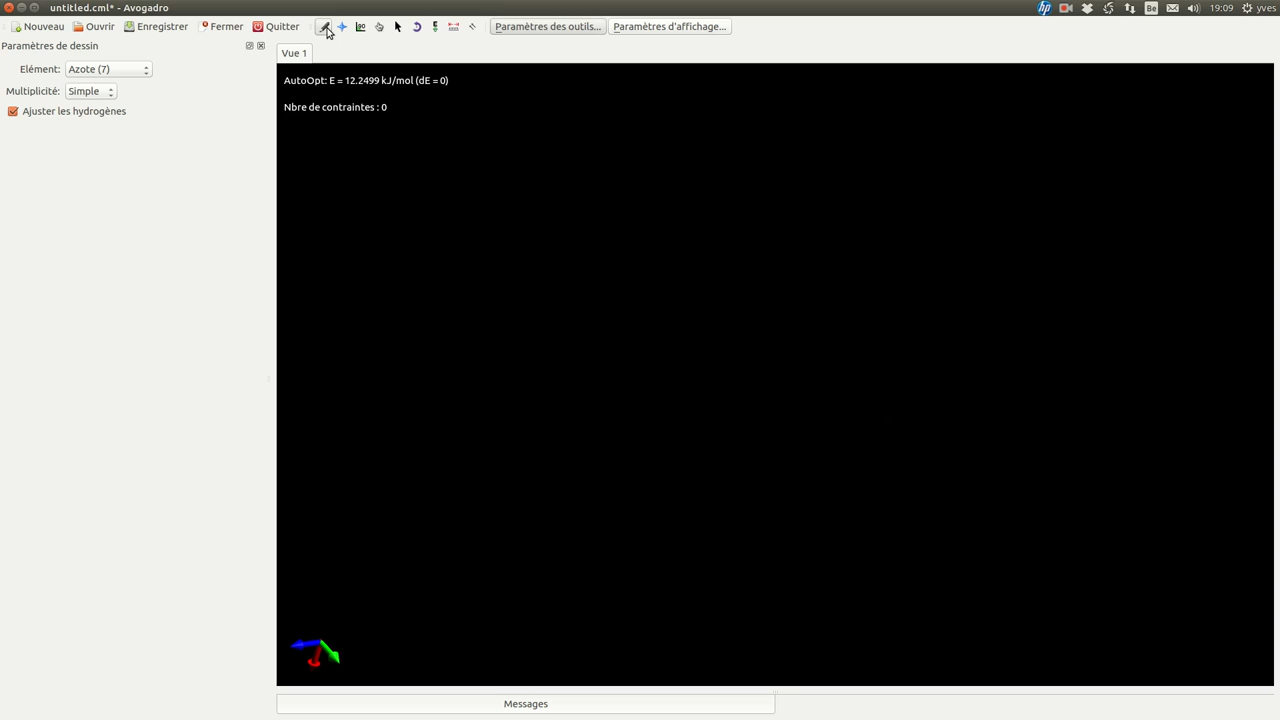 untitled.cml* - Avogadro
Be 19:09 yves
Nouveau Ouvrir Enregistrer Fermer Quitter Paramètres des outils... Paramètres d'affichage...
Paramètres de dessin
Vue 1
Elément: Azote (7)
Multiplicité: Simple
Ajuster les hydrogènes
AutoOpt: E = 12.2499 kJ/mol (dE = 0)
Nbre de contraintes : 0
Messages